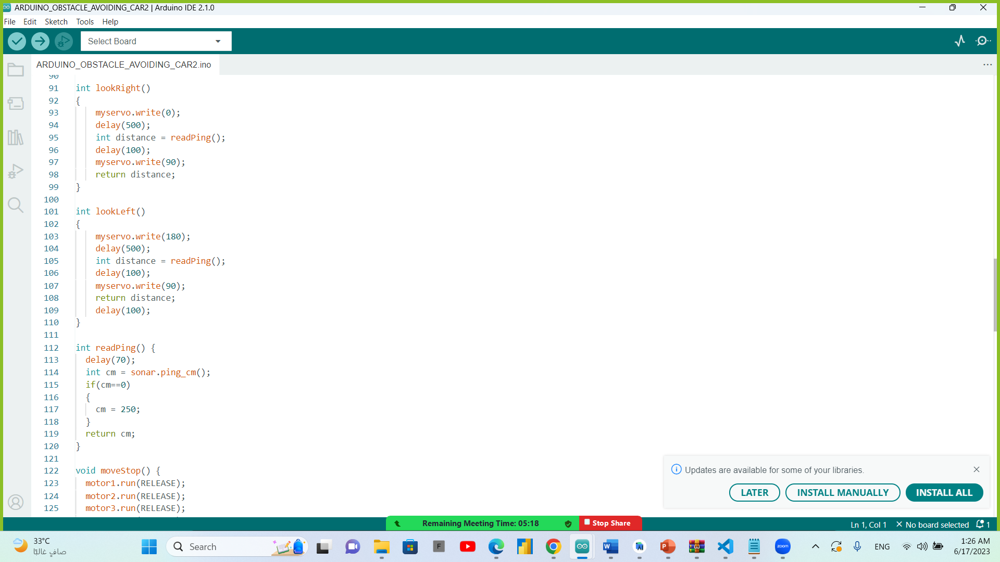 ARDUINO_OBSTACLE_AVOIDING_CAR2 | Arduino IDE 2.1.0
File Edit Sketch Tools Help
Select Board
ARDUINO_OBSTACLE_AVOIDING_CAR2.ino
90
91 int lookRight()
92 {
93 myservo.write(0);
94 delay(500);
95 int distance = readPing();
96 delay(100);
97 myservo.write(90);
98 return distance;
99 }
100
101 int lookLeft()
102 {
103 myservo.write(180);
104 delay(500);
105 int distance = readPing();
106 delay(100);
107 myservo.write(90);
108 return distance;
109 delay(100);
110 }
111
112 int readPing() {
113 delay(70);
114 int cm = sonar.ping_cm();
115 if(cm==0)
116 {
117 cm = 250;
118 }
119 return cm;
120 }
121
122 void moveStop() {
123 motor1.run(RELEASE);
124 motor2.run(RELEASE);
125 motor3.run(RELEASE);
Updates are available for some of your libraries.
LATER INSTALL MANUALLY INSTALL ALL
Remaining Meeting Time: 05:18 Stop Share
Ln 1, Col 1 No board selected 1
33°C
صافٍ غالبًا
Search
zoom
ENG
1:26 AM
6/17/2023